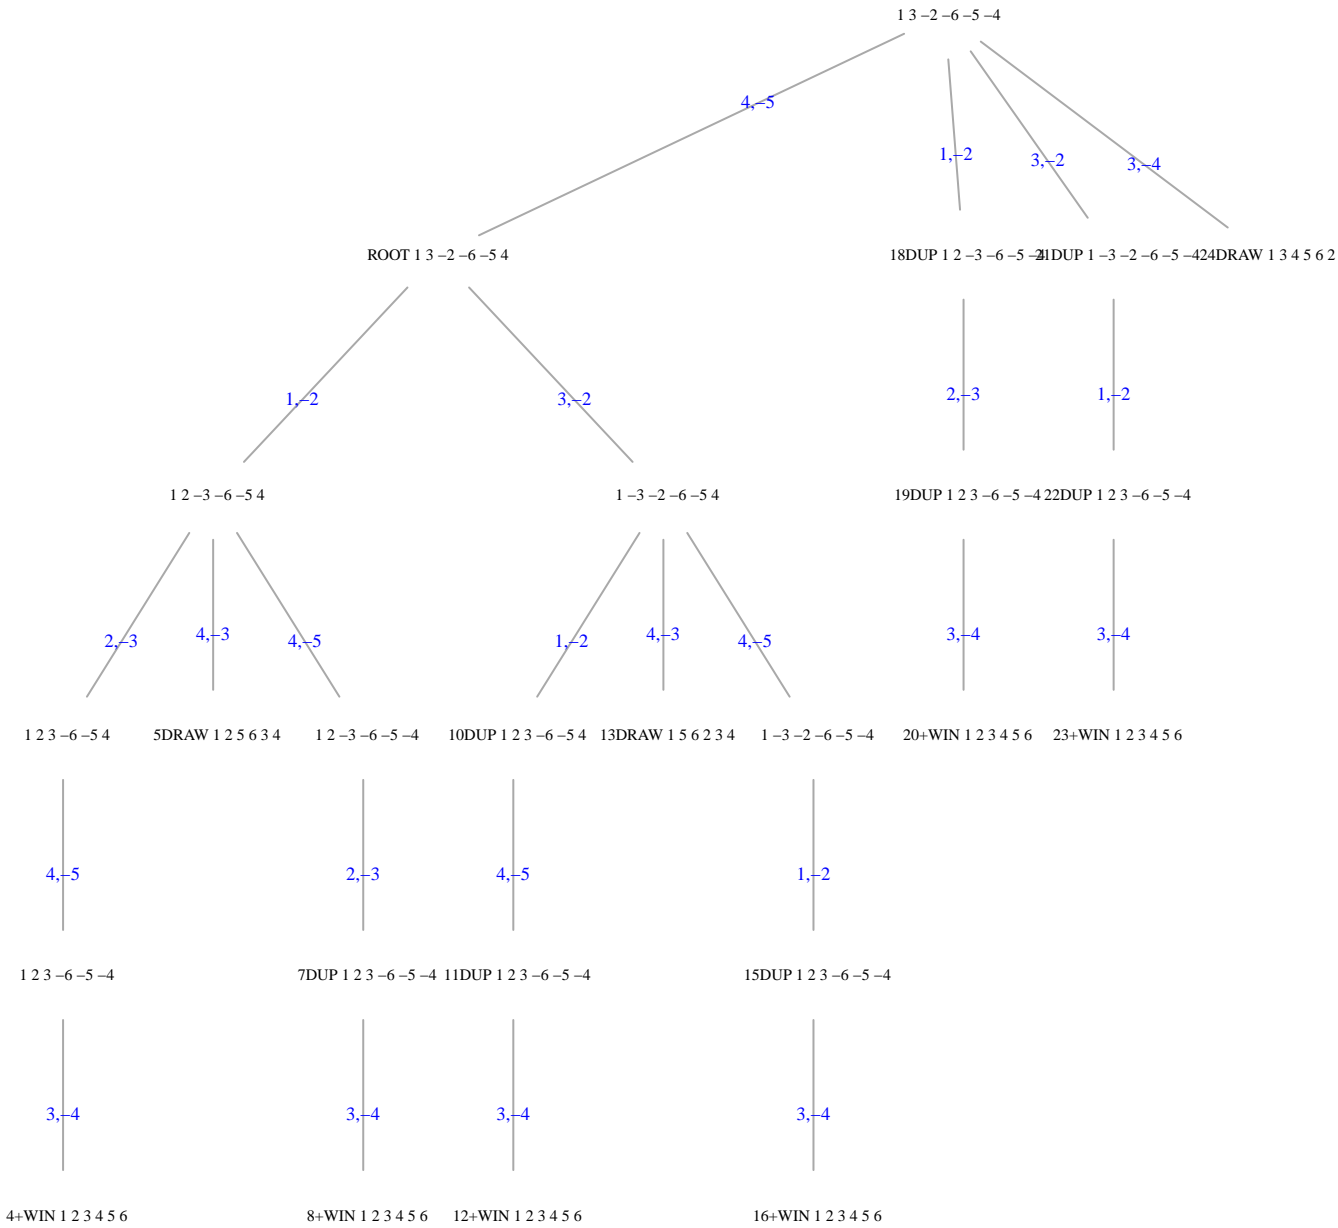 1 3 −2 −6 −5 −4
4,−5
1,−2
3,−2
3,−4
ROOT 1 3 −2 −6 −5 4
18DUP 1 2 −3 −6 −5 −4
21DUP 1 −3 −2 −6 −5 −4
24DRAW 1 3 4 5 6 2
1,−2
3,−2
2,−3
1,−2
1 2 −3 −6 −5 4
1 −3 −2 −6 −5 4
19DUP 1 2 3 −6 −5 −4
22DUP 1 2 3 −6 −5 −4
2,−3
4,−3
4,−5
1,−2
4,−3
4,−5
3,−4
3,−4
1 2 3 −6 −5 4
5DRAW 1 2 5 6 3 4
1 2 −3 −6 −5 −4
10DUP 1 2 3 −6 −5 4
13DRAW 1 5 6 2 3 4
1 −3 −2 −6 −5 −4
20+WIN 1 2 3 4 5 6
23+WIN 1 2 3 4 5 6
4,−5
2,−3
4,−5
1,−2
1 2 3 −6 −5 −4
7DUP 1 2 3 −6 −5 −4
11DUP 1 2 3 −6 −5 −4
15DUP 1 2 3 −6 −5 −4
3,−4
3,−4
3,−4
3,−4
4+WIN 1 2 3 4 5 6
8+WIN 1 2 3 4 5 6
12+WIN 1 2 3 4 5 6
16+WIN 1 2 3 4 5 6